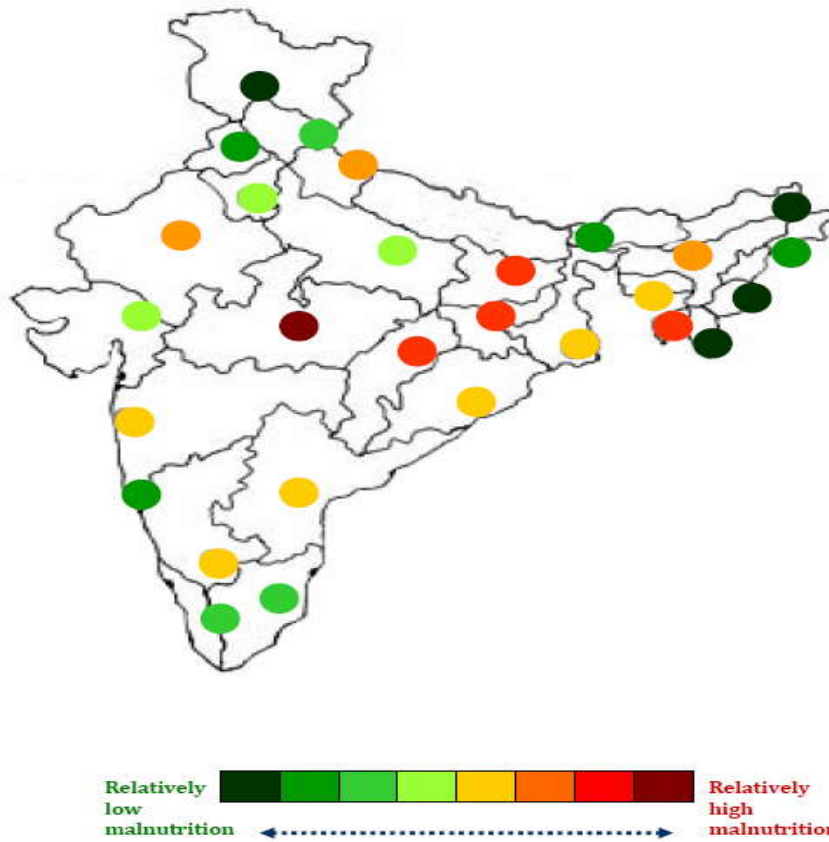 Relatively
low
malnutrition
Relatively
high
malnutrition